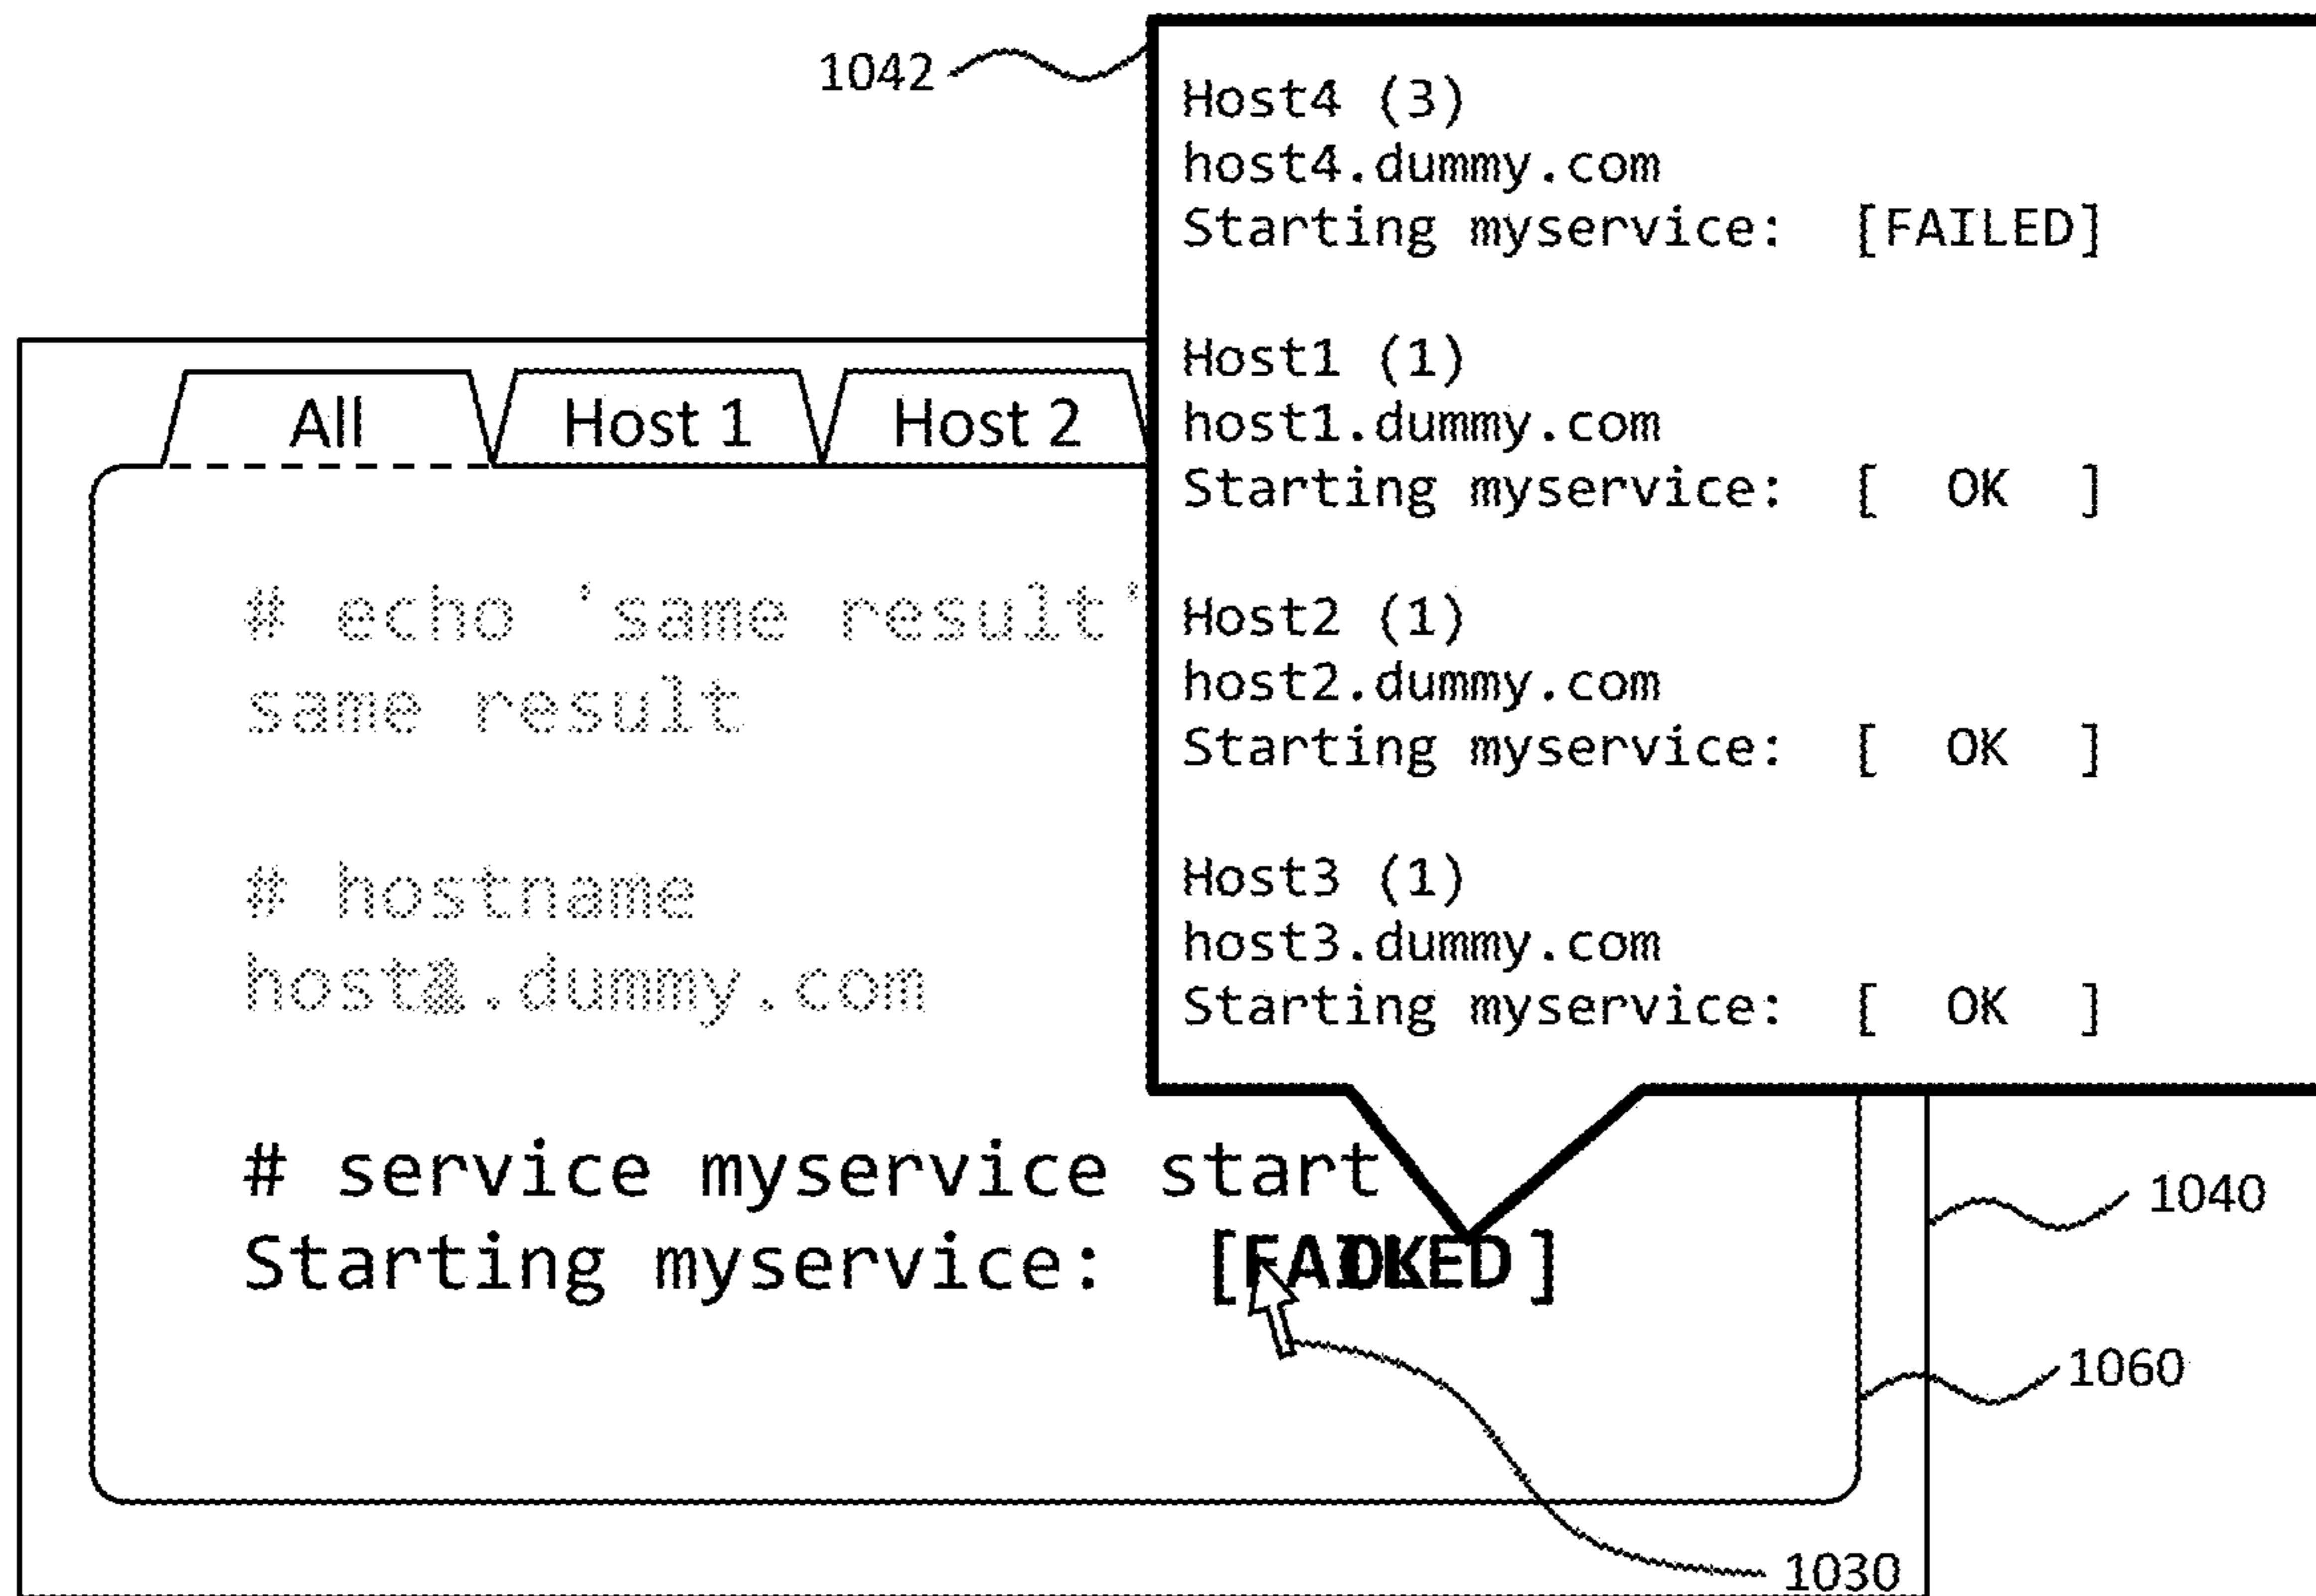 1042
Host4 (3)
host4.dummy.com
Starting myservice: [FAILED]
Host1 (1)
host1.dummy.com
Starting myservice: [ OK ]
Host2 (1)
host2.dummy.com
Starting myservice: [ OK ]
Host3 (1)
host3.dummy.com
Starting myservice: [ OK ]
All Host 1 Host 2
# echo 'same result'
same result
# hostname
.dummy.com
# service myservice start
Starting myservice:
1040
1060
1030